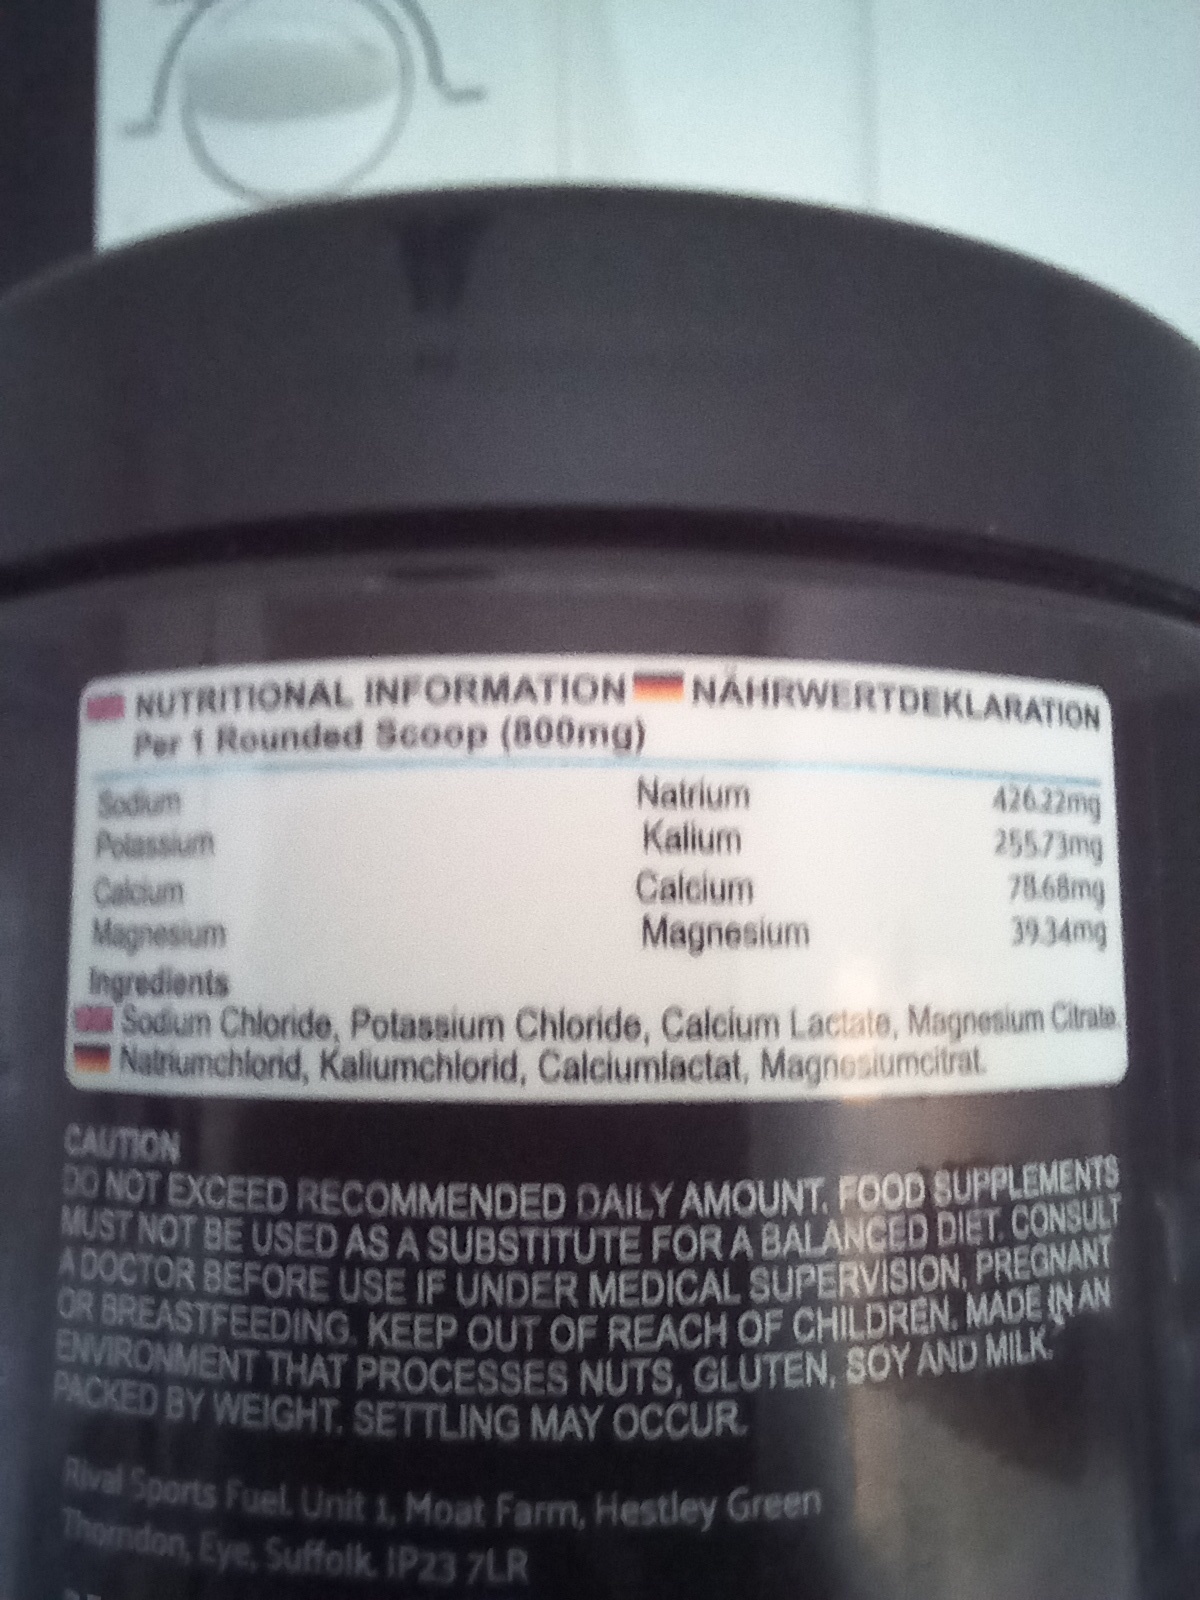 NUTRITIONAL INFORMATION NÄHRWERTDEKLARATION
Per 1 Rounded Scoop (800mg)
Sodium Natrium 426.22mg
Potassium Kalium 255.73mg
Calcium Calcium 78.68mg
Magnesium Magnesium 39.34mg
Ingredients
Sodium Chloride, Potassium Chloride, Calcium Lactate, Magnesium Citrate.
Natriumchlorid, Kaliumchlorid, Calciumlactat, Magnesiumcitrat.
CAUTION
DO NOT EXCEED RECOMMENDED DAILY AMOUNT. FOOD SUPPLEMENTS
MUST NOT BE USED AS A SUBSTITUTE FOR A BALANCED DIET. CONSULT
A DOCTOR BEFORE USE IF UNDER MEDICAL SUPERVISION, PREGNANT
OR BREASTFEEDING. KEEP OUT OF REACH OF CHILDREN. MADE IN AN
ENVIRONMENT THAT PROCESSES NUTS, GLUTEN, SOY AND MILK.
PACKED BY WEIGHT. SETTLING MAY OCCUR.
Rival Sports Fuel. Unit 1, Moat Farm, Hestley Green
Thorndon, Eye, Suffolk. IP23 7LR